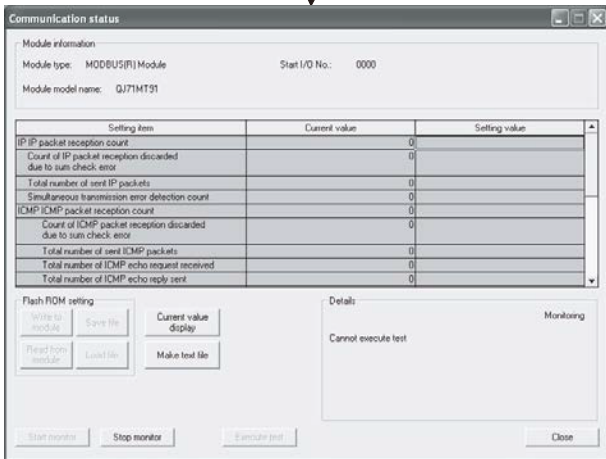 Communication status
Module information
Module type: MODBUS(R) Module Start I/O No.: 0000
Module model name: QJ71MT91
Setting item Current value Setting value
IP IP packet reception count 0
Count of IP packet reception discarded
due to sum check error 0
Total number of sent IP packets 0
Simultaneous transmission error detection count 0
ICMP ICMP packet reception count 0
Count of ICMP packet reception discarded
due to sum check error 0
Total number of sent ICMP packets 0
Total number of ICMP echo request received 0
Total number of ICMP echo reply sent 0
Flash ROM setting
Write to
module
Save file
Current value
display
Read from
module
Load file
Make text file
Details
Monitoring
Cannot execute test
Start monitor
Stop monitor
Execute test
Close